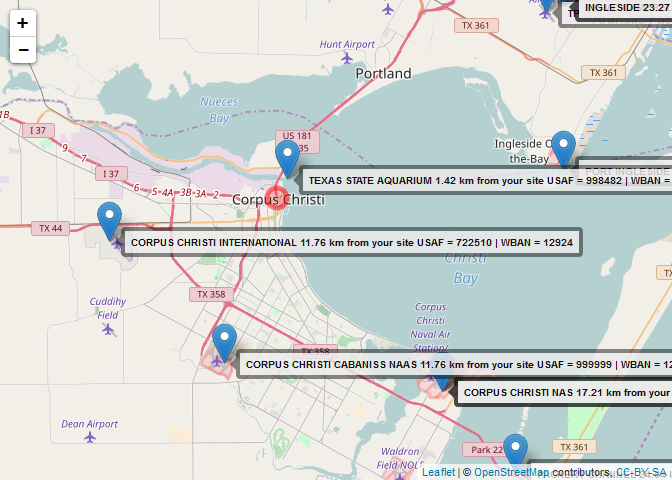 INGLESIDE 23.27
+
−
TX 361
Hunt Airport
Portland
TX 361
Nueces
Bay
TX 361
I 37
US 181
35
Ingleside O
the-Bay
9
7
I 37
6
5
4
3B
3A
2
TEXAS STATE AQUARIUM 1.42 km from your site USAF = 998482 | WBAN =
PORT INGLESIDE
Corpus Christi
TX 44
CORPUS CHRISTI INTERNATIONAL 11.76 km from your site USAF = 722510 | WBAN = 12924
Christi
Bay
TX
TX 358
Cuddihy
Field
Corpus
Christi
Naval Air
Station/
TX 358
CORPUS CHRISTI CABANISS NAAS 11.76 km from your site USAF = 999999 | WBAN = 12
CORPUS CHRISTI NAS 17.21 km from your
Dean Airport
Waldron
Field NOLF
Park 22
TX 361
Leaflet | © OpenStreetMap contributors, CC-BY-SA